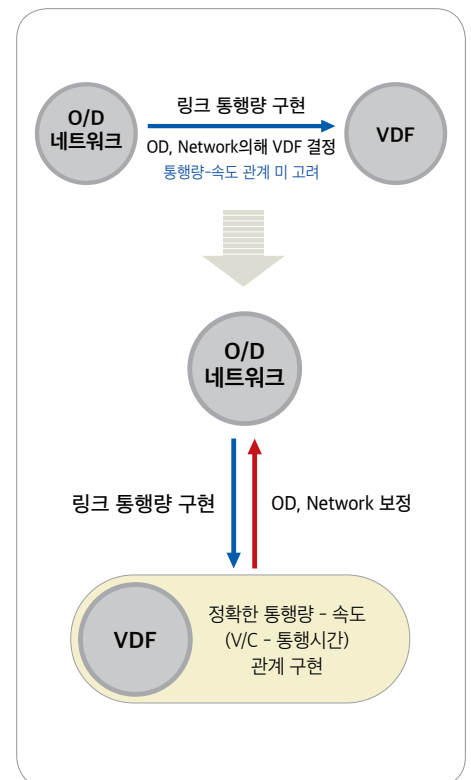 O/D
네트워크
링크 통행량 구현
OD, Network의해 VDF 결정
통행량-속도 관계 미 고려
VDF
O/D
네트워크
링크 통행량 구현
OD, Network 보정
VDF
정확한 통행량 - 속도
(V/C - 통행시간)
관계 구현